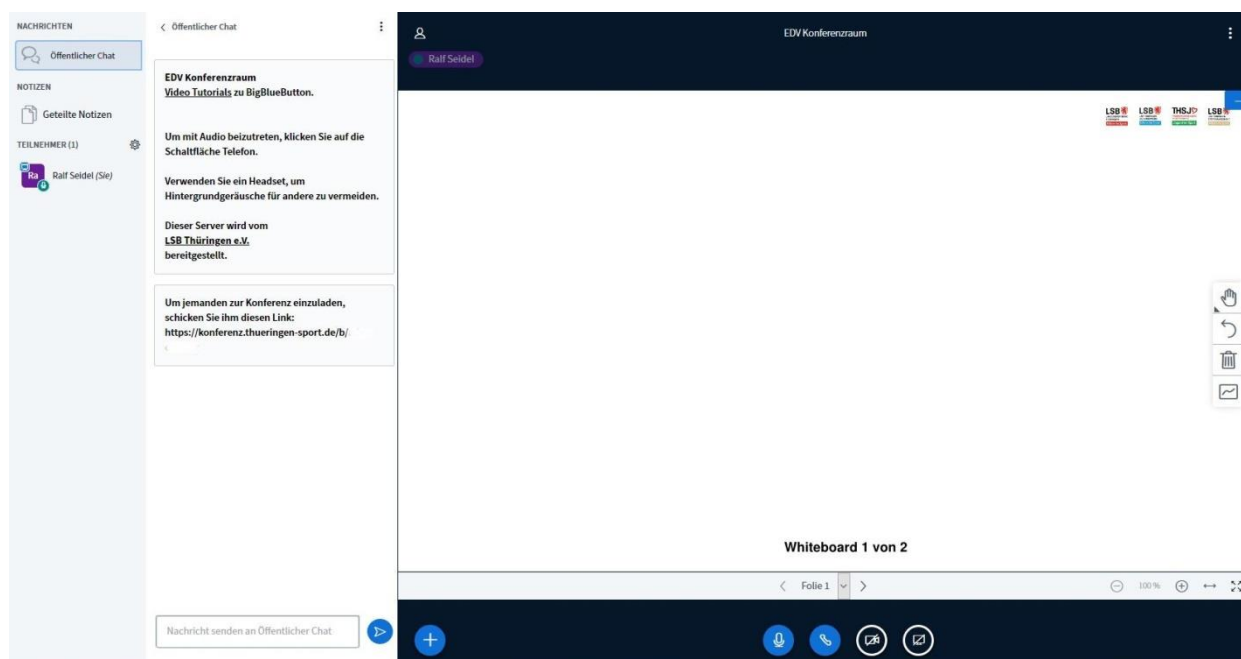 NACHRICHTEN
Öffentlicher Chat
NOTIZEN
Geteilte Notizen
TEILNEHMER (1)
Ra
Ralf Seidel (Sie)
Öffentlicher Chat
EDV Konferenzraum
Video Tutorials zu BigBlueButton.
Um mit Audio beizutreten, klicken Sie auf die
Schaltfläche Telefon.
Verwenden Sie ein Headset, um
Hintergrundgeräusche für andere zu vermeiden.
Dieser Server wird vom
LSB Thüringen e.V.
bereitgestellt.
Um jemanden zur Konferenz einzuladen,
schicken Sie ihm diesen Link:
https://konferenz.thueringen-sport.de/b/
Nachricht senden an Öffentlicher Chat
EDV Konferenzraum
Ralf Seidel
LSB
LSB
THSJ
LSB
Whiteboard 1 von 2
Folie 1
100%